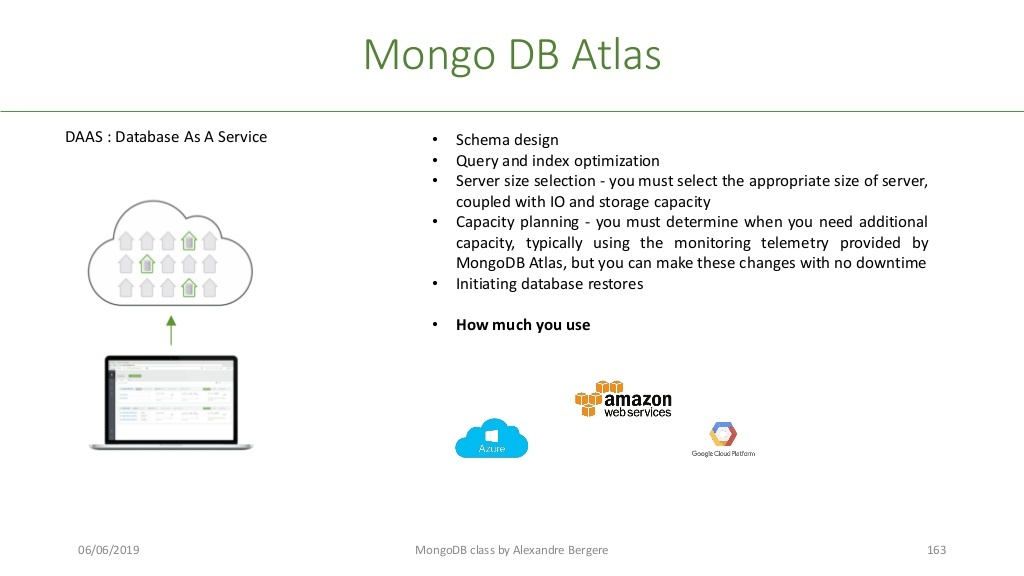 Mongo DB Atlas
DAAS : Database As A Service
• Schema design
• Query and index optimization
• Server size selection - you must select the appropriate size of server,
coupled with IO and storage capacity
• Capacity planning - you must determine when you need additional
capacity, typically using the monitoring telemetry provided by
MongoDB Atlas, but you can make these changes with no downtime
• Initiating database restores
• How much you use
amazon
web services
Azure
Google Cloud Platform
06/06/2019
MongoDB class by Alexandre Bergere
163